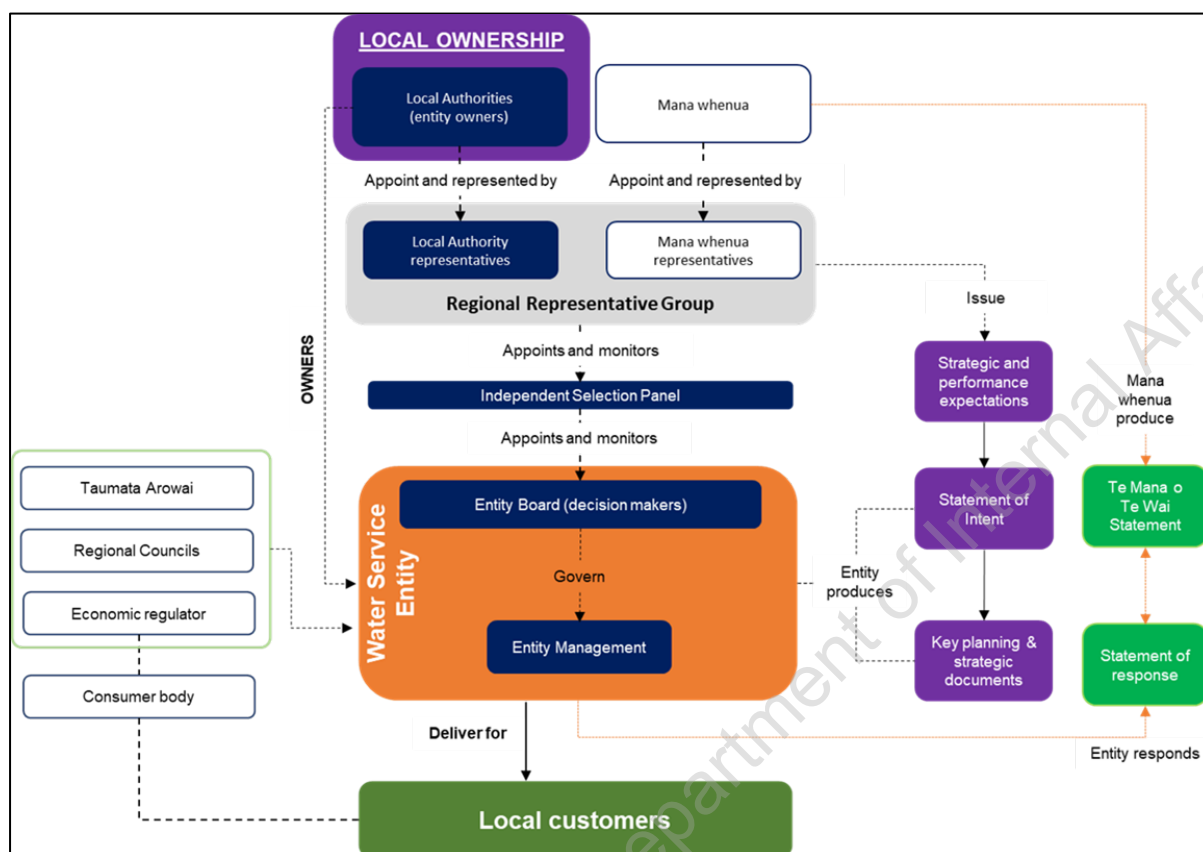 LOCAL OWNERSHIP
Local Authorities
(entity owners)
Mana whenua
Appoint and represented by
Appoint and represented by
Local Authority
representatives
Mana whenua
representatives
Regional Representative Group
Issue
OWNERS
Appoints and monitors
Strategic and
performance
expectations
Mana
whenua
produce
Independent Selection Panel
Appoints and monitors
Taumata Arowai
Regional Councils
Economic regulator
Consumer body
Water Service
Entity
Entity Board (decision makers)
Govern
Entity Management
Entity
produces
Statement of
Intent
Te Mana o
Te Wai
Statement
Key planning &
strategic
documents
Statement of
response
Deliver for
Entity responds
Local customers
Department of Internal Affa